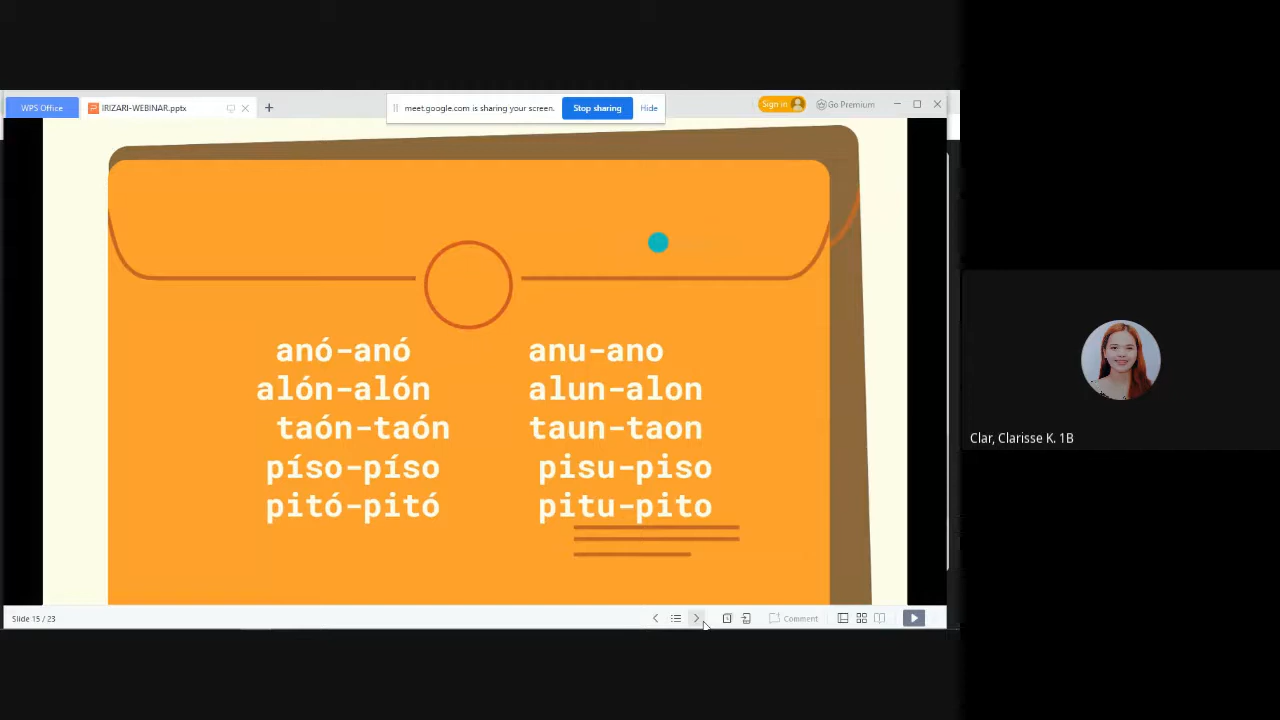 WPS Office
IRIZARI-WEBINAR.pptx
meet.google.com is sharing your screen.
Stop sharing
Hide
Sign in
Go Premium
anó-anó anu-ano
alón-alón alun-alon
taón-taón taun-taon
píso-píso pisu-piso
pitó-pitó pitu-pito
Clar, Clarisse K. 1B
Slide 15 / 23
Comment